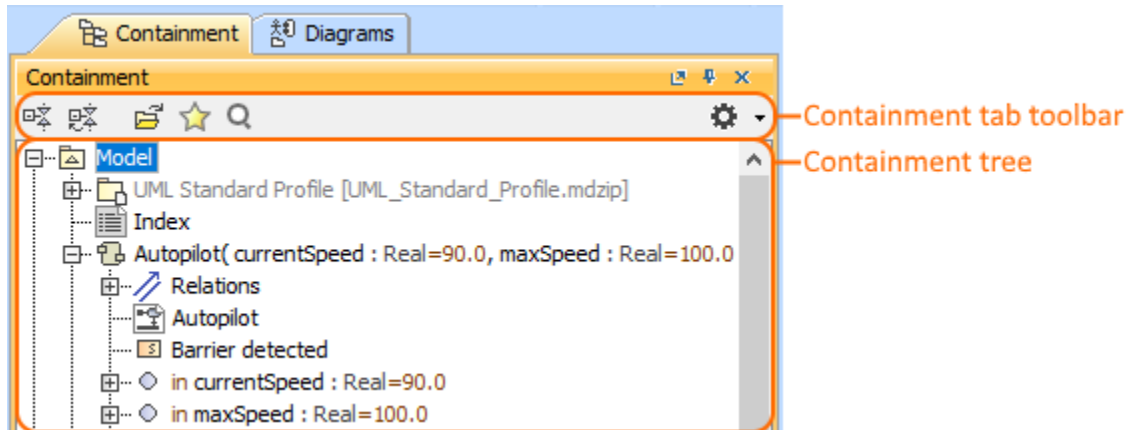 Containment Diagrams
Containment
Containment tab toolbar
Model
Containment tree
UML Standard Profile [UML_Standard_Profile.mdzip]
Index
Autopilot( currentSpeed : Real=90.0, maxSpeed : Real=100.0
Relations
Autopilot
Barrier detected
in currentSpeed : Real=90.0
in maxSpeed : Real=100.0